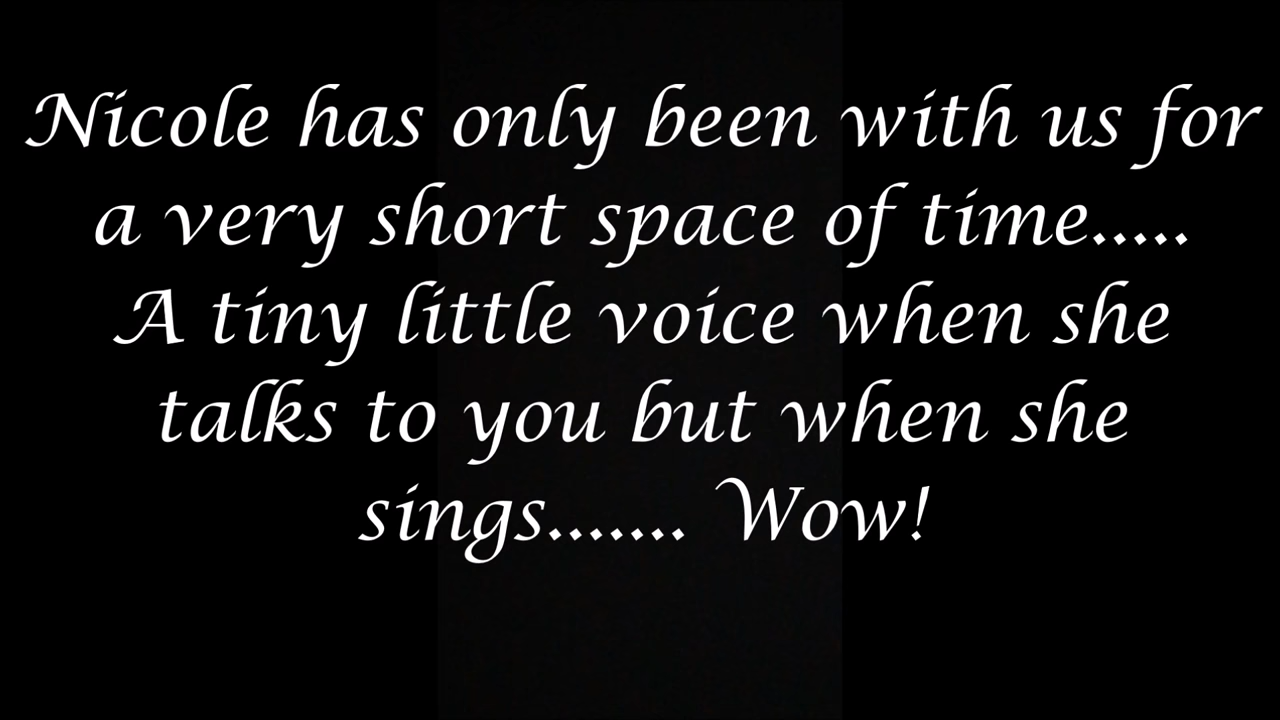 Nicole has only been with us for
a very short space of time.....
A tiny little voice when she
talks to you but when she
sings....... Wow!